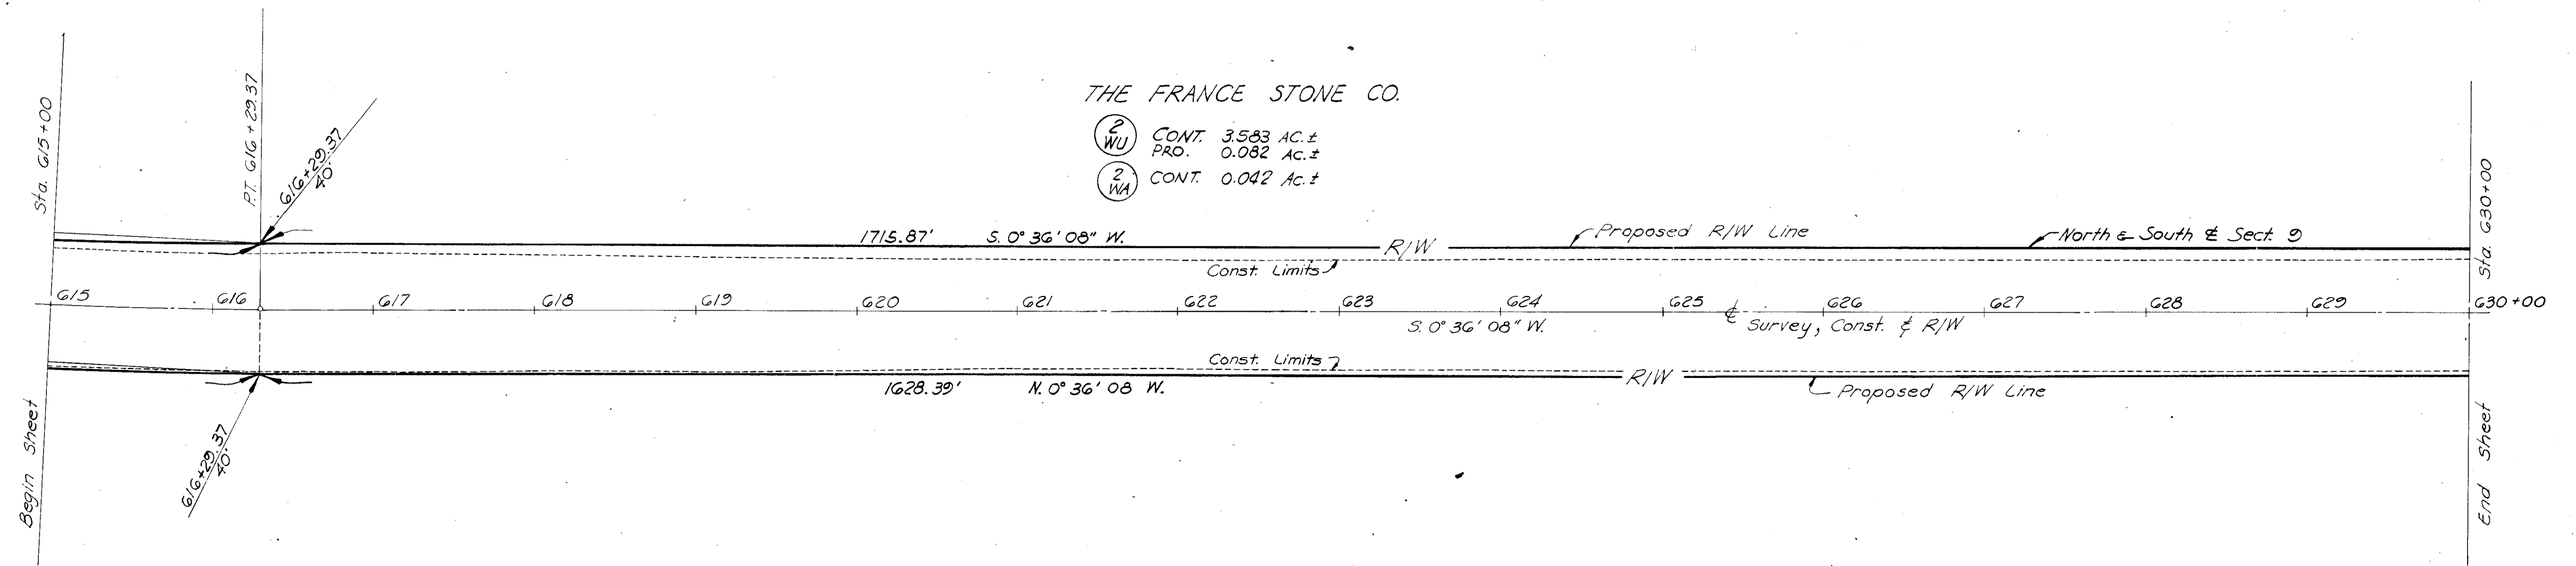 THE FRANCE STONE CO.
2 WU CONT. 3.583 AC.±
PRO. 0.082 AC.±
2 WA CONT. 0.042 AC.±
Sta. 615+00
P.T. 616+29.37
616+29.37
40'
Sta. 630+00
1715.87' S. 0° 36' 08" W.
R/W
Proposed R/W Line
North & South ℄ Sect. 9
Const. Limits
615 616 617 618 619 620 621 622 623 624 625 626 627 628 629 630+00
S. 0° 36' 08" W.
℄ Survey, Const. & R/W
Const. Limits
1628.39' N. 0° 36' 08 W.
R/W
Proposed R/W Line
616+29.37
40'
Begin Sheet
End Sheet